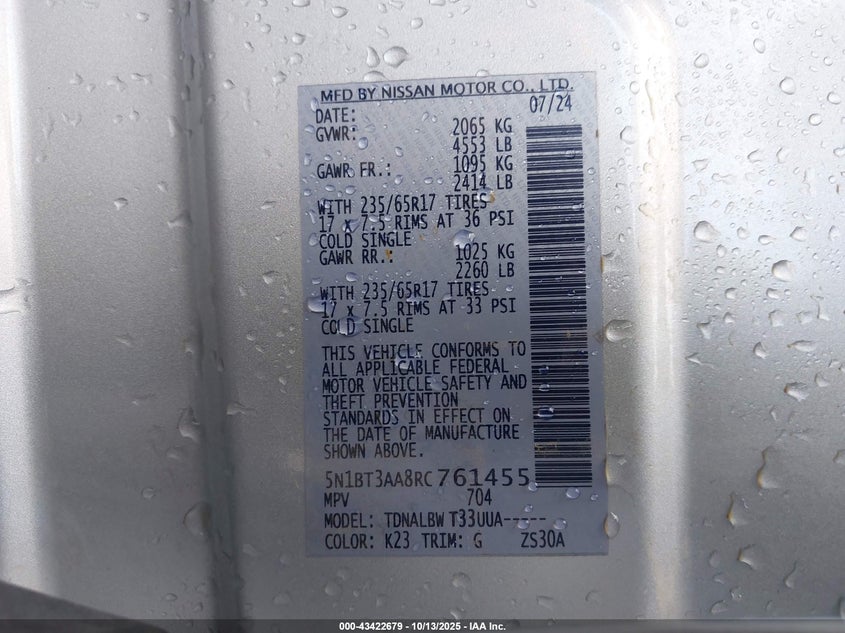 MFD BY NISSAN MOTOR CO., LTD.
DATE: 07/24
GVWR: 2065 KG
4553 LB
GAWR FR.: 1095 KG
2414 LB
WITH 235/65R17 TIRES
17 x 7.5 RIMS AT 36 PSI
COLD SINGLE
GAWR RR.: 1025 KG
2260 LB
WITH 235/65R17 TIRES
17 x 7.5 RIMS AT 33 PSI
COLD SINGLE
THIS VEHICLE CONFORMS TO
ALL APPLICABLE FEDERAL
MOTOR VEHICLE SAFETY AND
THEFT PREVENTION
STANDARDS IN EFFECT ON
THE DATE OF MANUFACTURE
SHOWN ABOVE.
5N1BT3AA8RC761455
MPV 704
MODEL: TDNALBW T33UUA-----
COLOR: K23 TRIM: G ZS30A
000-43422679 | 10/13/2025 - IAA Inc.